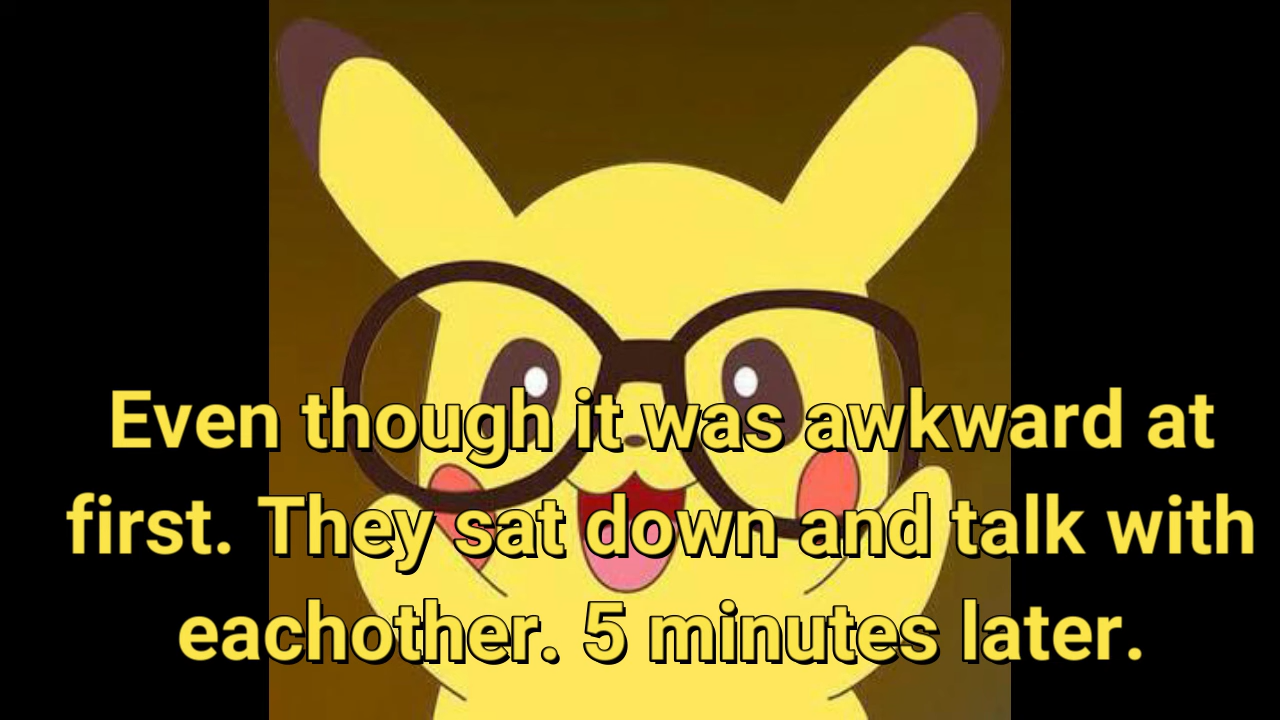 Even though it was awkward at
first. They sat down and talk with
eachother. 5 minutes later.